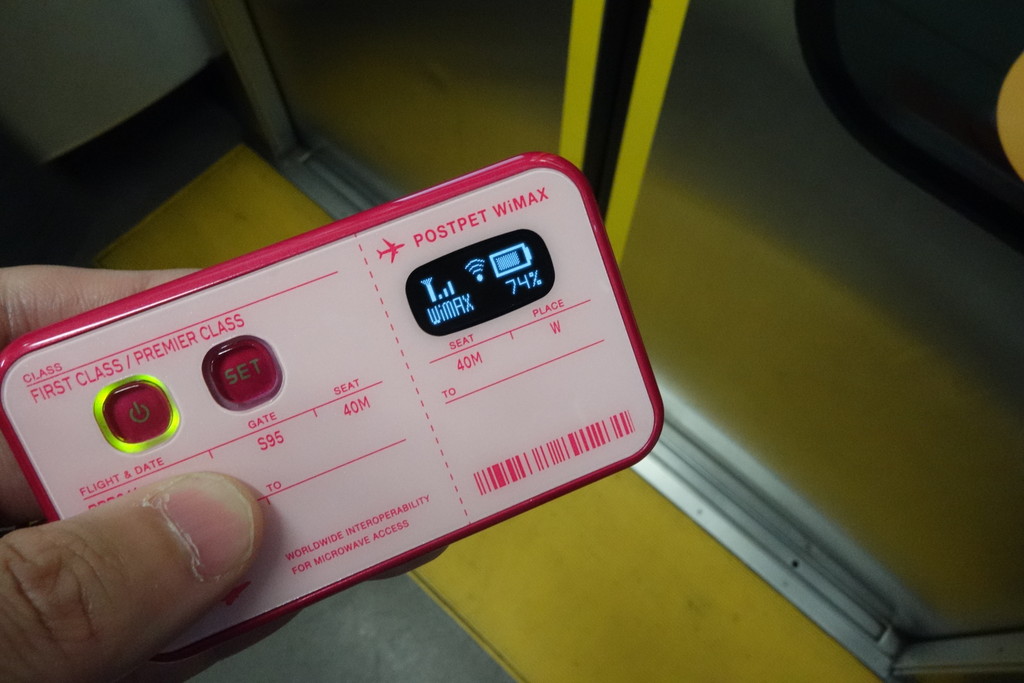 POSTPET WiMAX
WiMAX
74%
CLASS
FIRST CLASS / PREMIER CLASS
SET
FLIGHT & DATE
GATE
S95
SEAT
40M
TO
WORLDWIDE INTEROPERABILITY
FOR MICROWAVE ACCESS
SEAT
40M
PLACE
W
TO